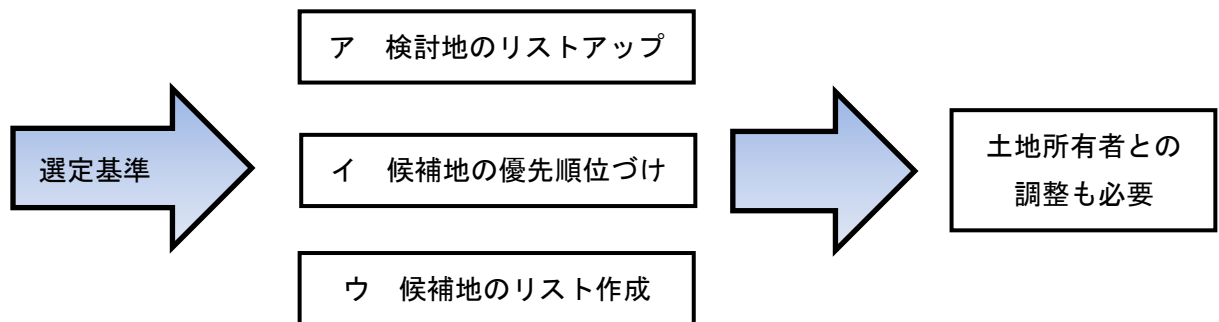 選定基準
ア　検討地のリストアップ
イ　候補地の優先順位づけ
ウ　候補地のリスト作成
土地所有者との
調整も必要